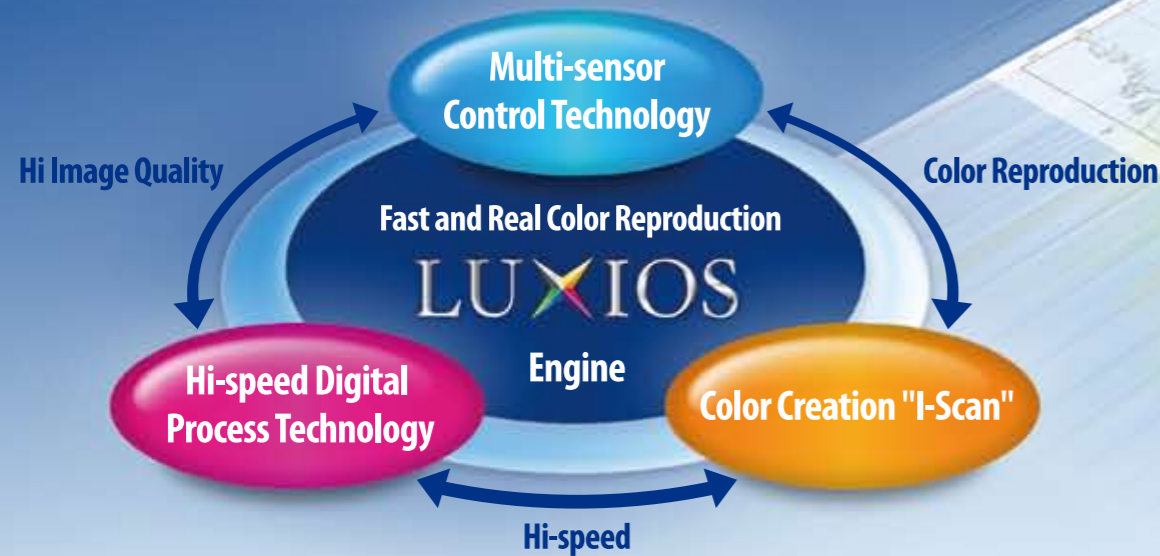 Multi-sensor
Control Technology
Hi Image Quality
Color Reproduction
Fast and Real Color Reproduction
LUXIOS
Engine
Hi-speed Digital
Process Technology
Color Creation "I-Scan"
Hi-speed